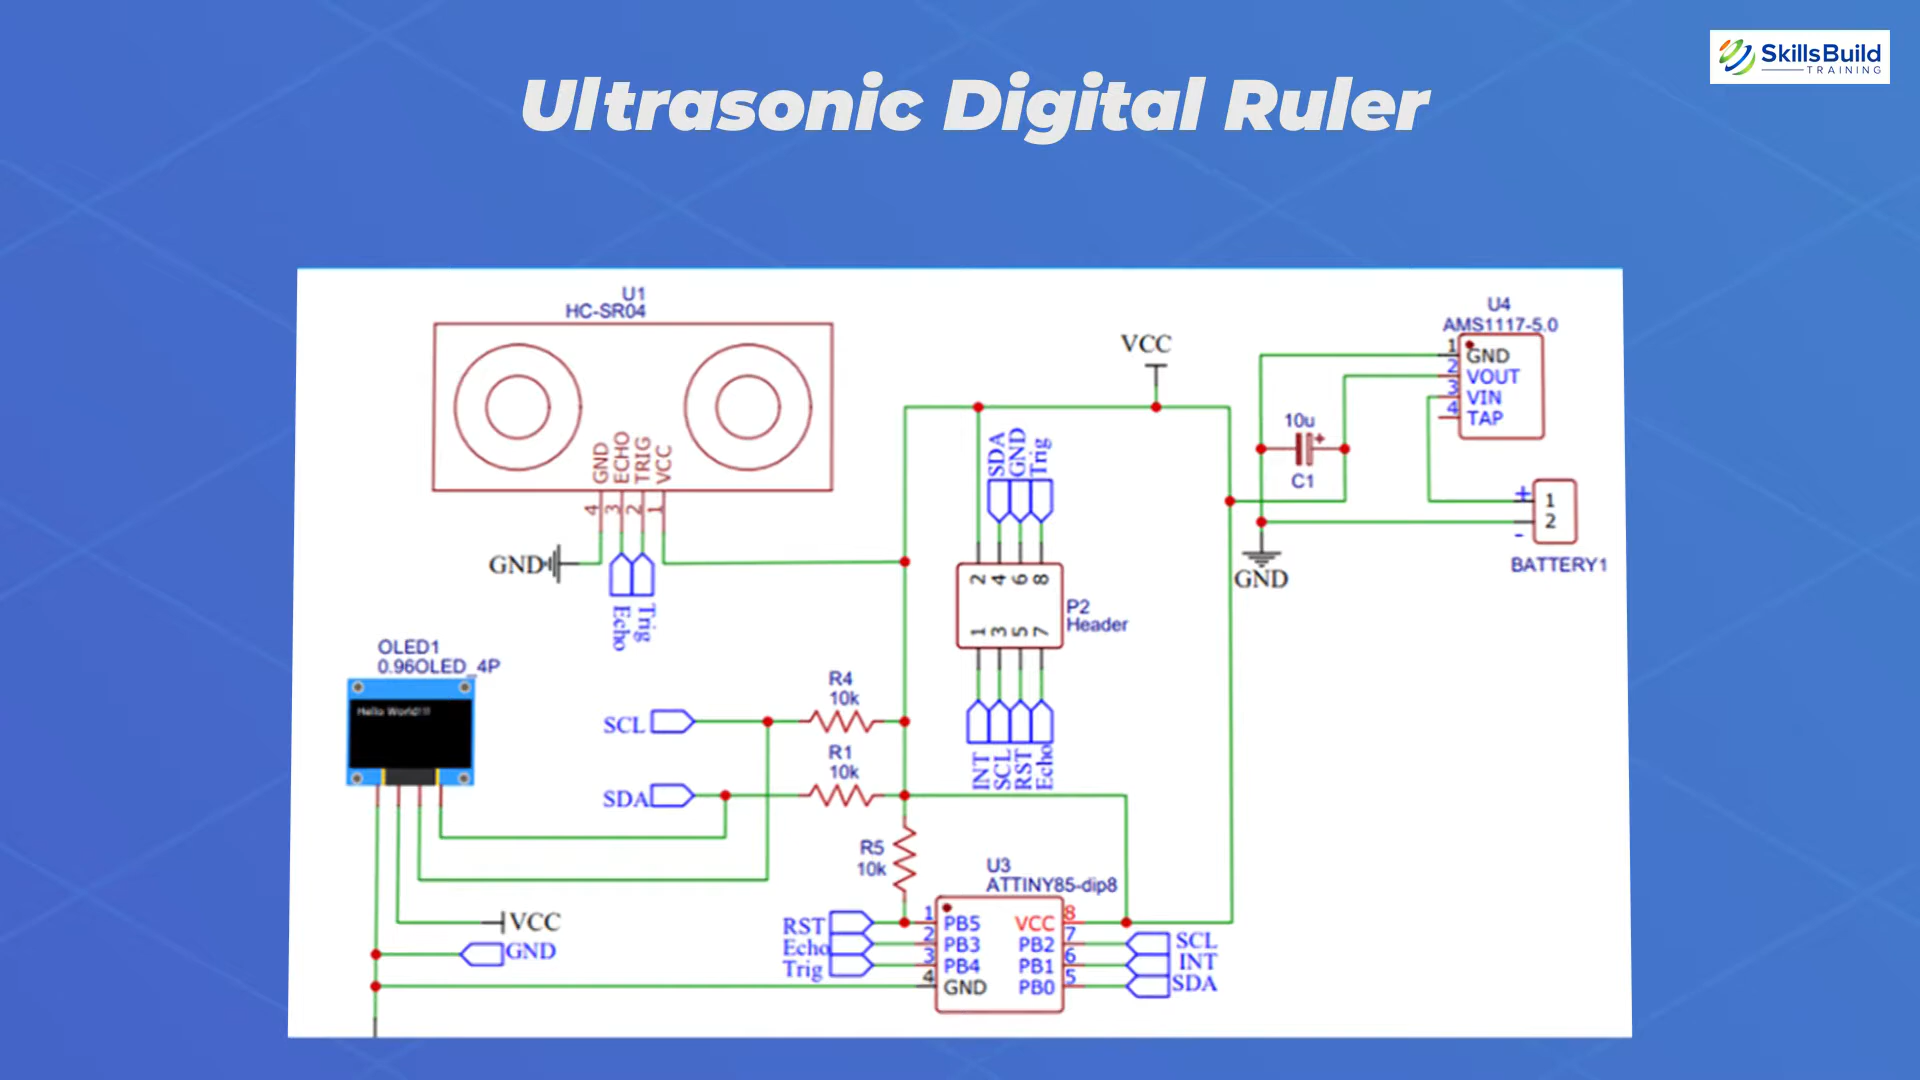 SkillsBuild
TRAINING
Ultrasonic Digital Ruler
U1
HC-SR04
GND
ECHO
TRIG
VCC
4
3
2
1
GND
Echo
Trig
VCC
U4
AMS1117-5.0
1
GND
2
VOUT
3
VIN
4
TAP
10u
+
C1
+
1
2
-
BATTERY1
GND
SDA
GND
Trig
2
4
6
8
P2
Header
1
3
5
7
INT
SCL
RST
Echo
OLED1
0.96OLED_4P
Hello World!!!
SCL
R4
10k
SDA
R1
10k
R5
10k
VCC
GND
U3
ATTINY85-dip8
RST
1
PB5
VCC
8
Echo
2
PB3
PB2
7
SCL
Trig
3
PB4
PB1
6
INT
4
GND
PB0
5
SDA